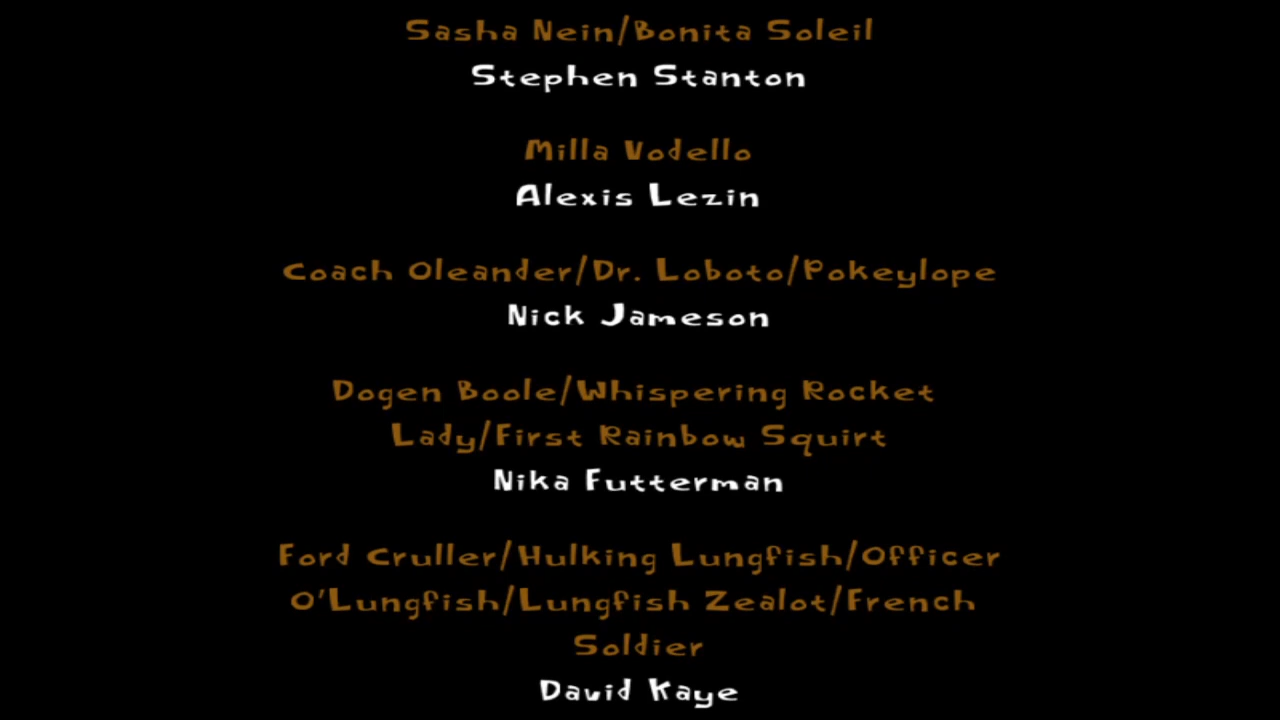 Sasha Nein/Bonita Soleil
Stephen Stanton
Milla Vodello
Alexis Lezin
Coach Oleander/Dr. Loboto/Pokeylope
Nick Jameson
Dogen Boole/Whispering Rocket
Lady/First Rainbow Squirt
Nika Futterman
Ford Cruller/Hulking Lungfish/Officer
O'Lungfish/Lungfish Zealot/French
Soldier
David Kaye